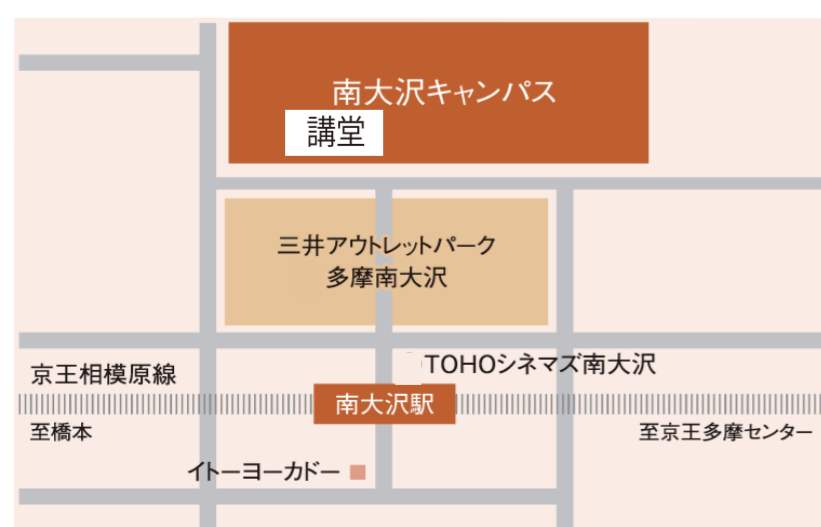 南大沢キャンパス
講堂
三井アウトレットパーク
多摩南大沢
TOHOシネマズ南大沢
京王相模原線
南大沢駅
至橋本
至京王多摩センター
イトーヨーカドー